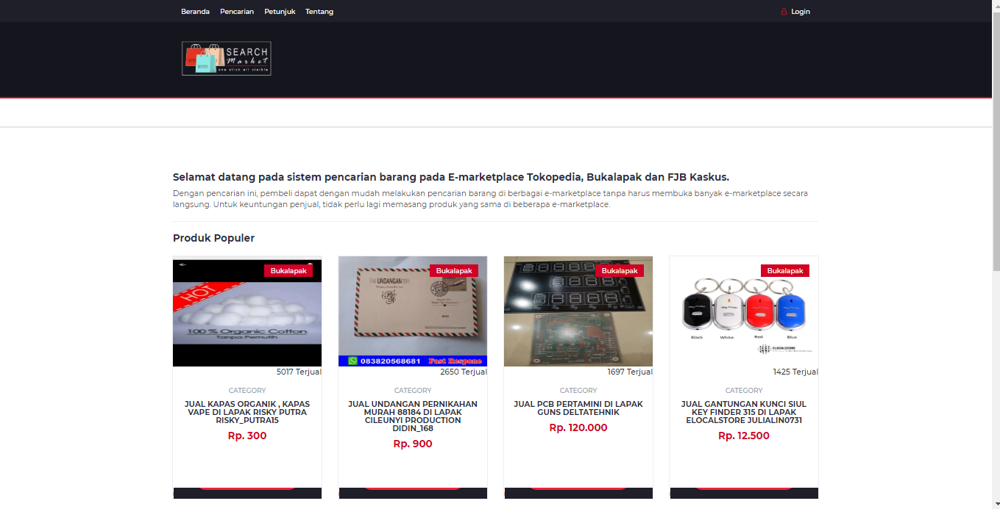 Beranda Pencarian Petunjuk Tentang Login
SEARCH
Market
one click all visible
Selamat datang pada sistem pencarian barang pada E-marketplace Tokopedia, Bukalapak dan FJB Kaskus.
Dengan pencarian ini, pembeli dapat dengan mudah melakukan pencarian barang di berbagai e-marketplace tanpa harus membuka banyak e-marketplace secara
langsung. Untuk keuntungan penjual, tidak perlu lagi memasang produk yang sama di beberapa e-marketplace.
Produk Populer
Bukalapak
HOT
100 % Organic Cotton
Tanpa Pemutih
5017 Terjual
CATEGORY
JUAL KAPAS ORGANIK , KAPAS
VAPE DI LAPAK RISKY PUTRA
RISKY_PUTRA15
Rp. 300
Bukalapak
UNDANGAN
083820568681 Fast Respone
2650 Terjual
CATEGORY
JUAL UNDANGAN PERNIKAHAN
MURAH 88184 DI LAPAK
CILEUNYI PRODUCTION
DIDIN_168
Rp. 900
Bukalapak
1697 Terjual
CATEGORY
JUAL PCB PERTAMINI DI LAPAK
GUNS DELTATEHNIK
Rp. 120.000
Bukalapak
Black White Red Blue
ELOCALSTORE
1425 Terjual
CATEGORY
JUAL GANTUNGAN KUNCI SIUL
KEY FINDER 315 DI LAPAK
ELOCALSTORE JULIALIN0731
Rp. 12.500